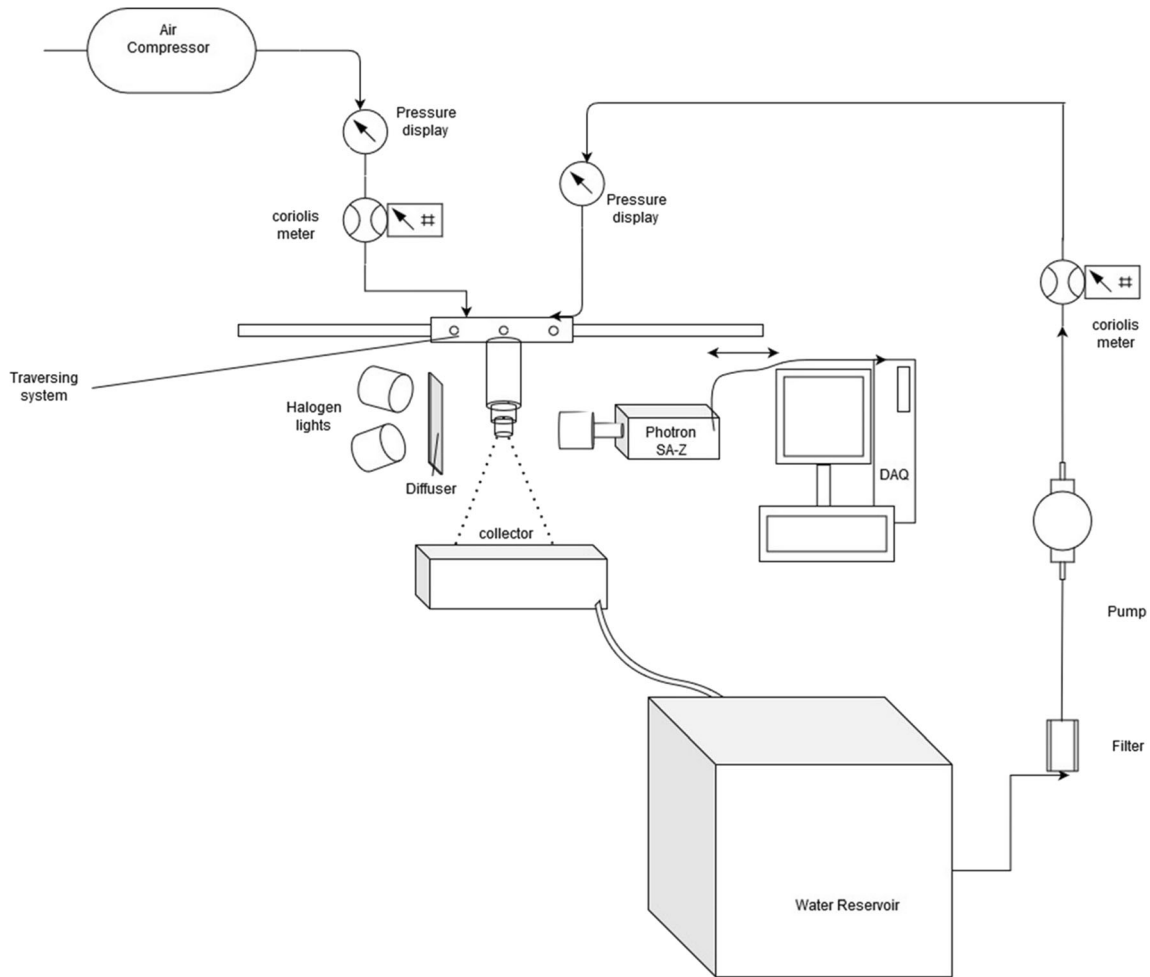 Air
Compressor
Pressure
display
Pressure
display
coriolis
meter
#
#
coriolis
meter
Traversing
system
Halogen
lights
Photron
SA-Z
DAQ
Diffuser
collector
Pump
Filter
Water Reservoir